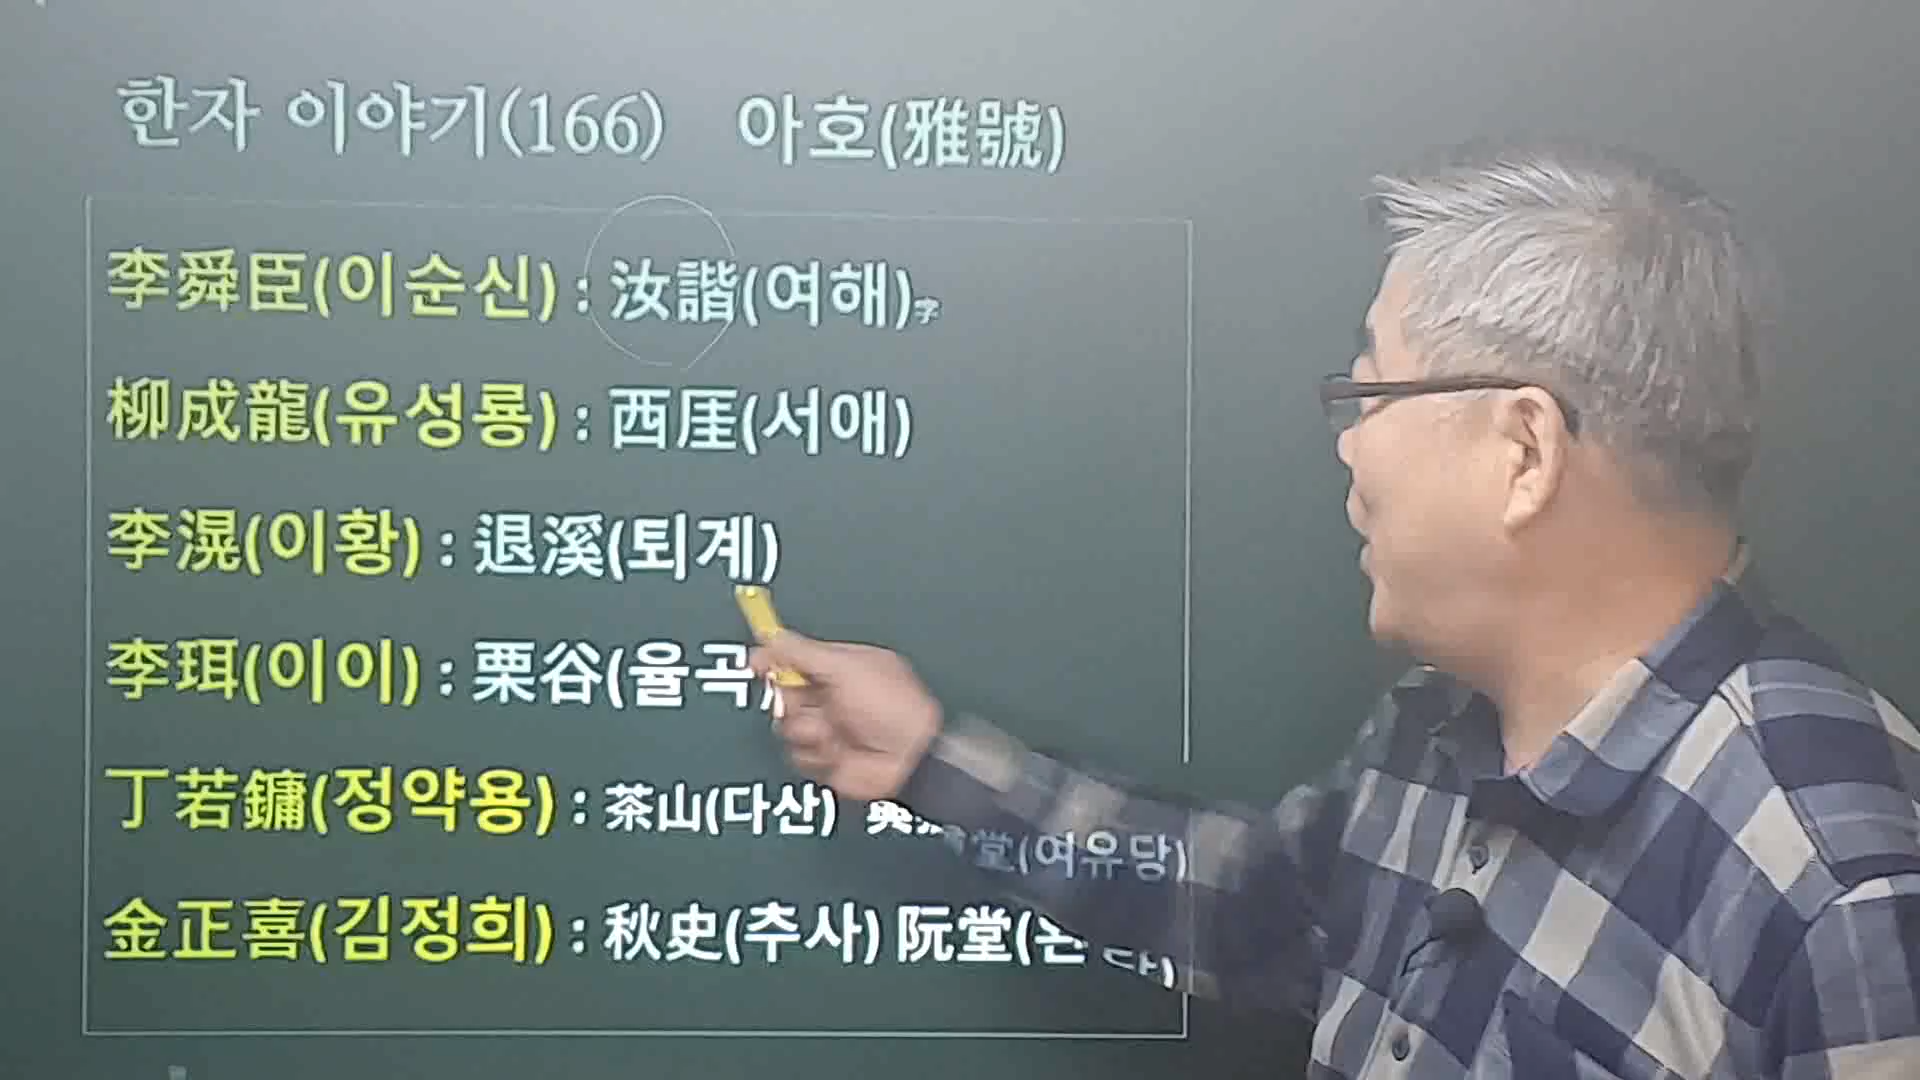 한자 이야기(166) 아호(雅號)
李舜臣(이순신) : 汝諧(여해)字
柳成龍(유성룡) : 西厓(서애)
李滉(이황) : 退溪(퇴계)
李珥(이이) : 栗谷(율곡)
丁若鏞(정약용) : 茶山(다산) 堂(여유당)
金正喜(김정희) : 秋史(추사) 阮堂(완당)